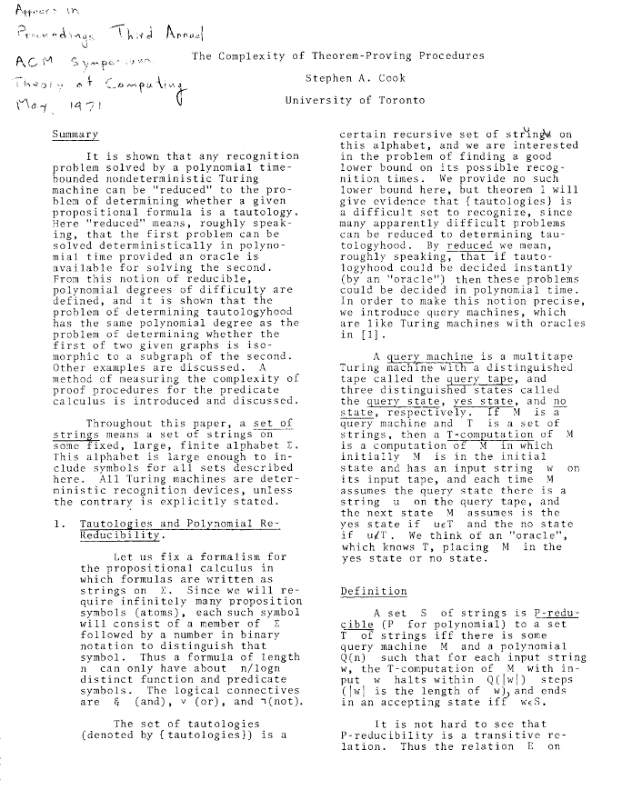 Appears in
Proceedings Third Annual
ACM Symposium
Theory of Computing
May, 1971
The Complexity of Theorem-Proving Procedures
Stephen A. Cook
University of Toronto
Summary
It is shown that any recognition
problem solved by a polynomial time-
bounded nondeterministic Turing
machine can be "reduced" to the pro-
blem of determining whether a given
propositional formula is a tautology.
Here "reduced" means, roughly speak-
ing, that the first problem can be
solved deterministically in polyno-
mial time provided an oracle is
available for solving the second.
From this notion of reducible,
polynomial degrees of difficulty are
defined, and it is shown that the
problem of determining tautologyhood
has the same polynomial degree as the
problem of determining whether the
first of two given graphs is iso-
morphic to a subgraph of the second.
Other examples are discussed. A
method of measuring the complexity of
proof procedures for the predicate
calculus is introduced and discussed.
Throughout this paper, a set of
strings means a set of strings on
some fixed, large, finite alphabet Σ.
This alphabet is large enough to in-
clude symbols for all sets described
here. All Turing machines are deter-
ministic recognition devices, unless
the contrary is explicitly stated.
1. Tautologies and Polynomial Re-
Reducibility.
Let us fix a formalism for
the propositional calculus in
which formulas are written as
strings on Σ. Since we will re-
quire infinitely many proposition
symbols (atoms), each such symbol
will consist of a member of Σ
followed by a number in binary
notation to distinguish that
symbol. Thus a formula of length
n can only have about n/logn
distinct function and predicate
symbols. The logical connectives
are & (and), v (or), and ¬(not).
The set of tautologies
(denoted by {tautologies}) is a
certain recursive set of strings on
this alphabet, and we are interested
in the problem of finding a good
lower bound on its possible recog-
nition times. We provide no such
lower bound here, but theorem 1 will
give evidence that {tautologies} is
a difficult set to recognize, since
many apparently difficult problems
can be reduced to determining tau-
tologyhood. By reduced we mean,
roughly speaking, that if tauto-
logyhood could be decided instantly
(by an "oracle") then these problems
could be decided in polynomial time.
In order to make this notion precise,
we introduce query machines, which
are like Turing machines with oracles
in [1].
A query machine is a multitape
Turing machine with a distinguished
tape called the query tape, and
three distinguished states called
the query state, yes state, and no
state, respectively. If M is a
query machine and T is a set of
strings, then a T-computation of M
is a computation of M in which
initially M is in the initial
state and has an input string w on
its input tape, and each time M
assumes the query state there is a
string u on the query tape, and
the next state M assumes is the
yes state if u∈T and the no state
if u∉T. We think of an "oracle",
which knows T, placing M in the
yes state or no state.
Definition
A set S of strings is P-redu-
cible (P for polynomial) to a set
T of strings iff there is some
query machine M and a polynomial
Q(n) such that for each input string
w, the T-computation of M with in-
put w halts within Q(|w|) steps
(|w| is the length of w), and ends
in an accepting state iff w∈S.
It is not hard to see that
P-reducibility is a transitive re-
lation. Thus the relation E on